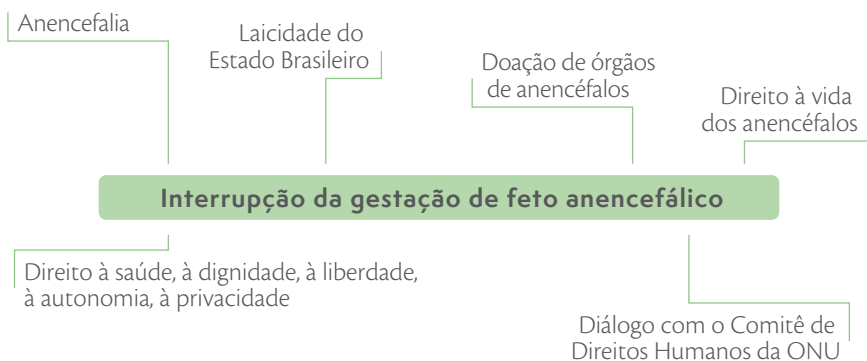 Anencefalia
Laicidade do
Estado Brasileiro
Doação de órgãos
de anencéfalos
Direito à vida
dos anencéfalos
Interrupção da gestação de feto anencefálico
Direito à saúde, à dignidade, à liberdade,
à autonomia, à privacidade
Diálogo com o Comitê de
Direitos Humanos da ONU